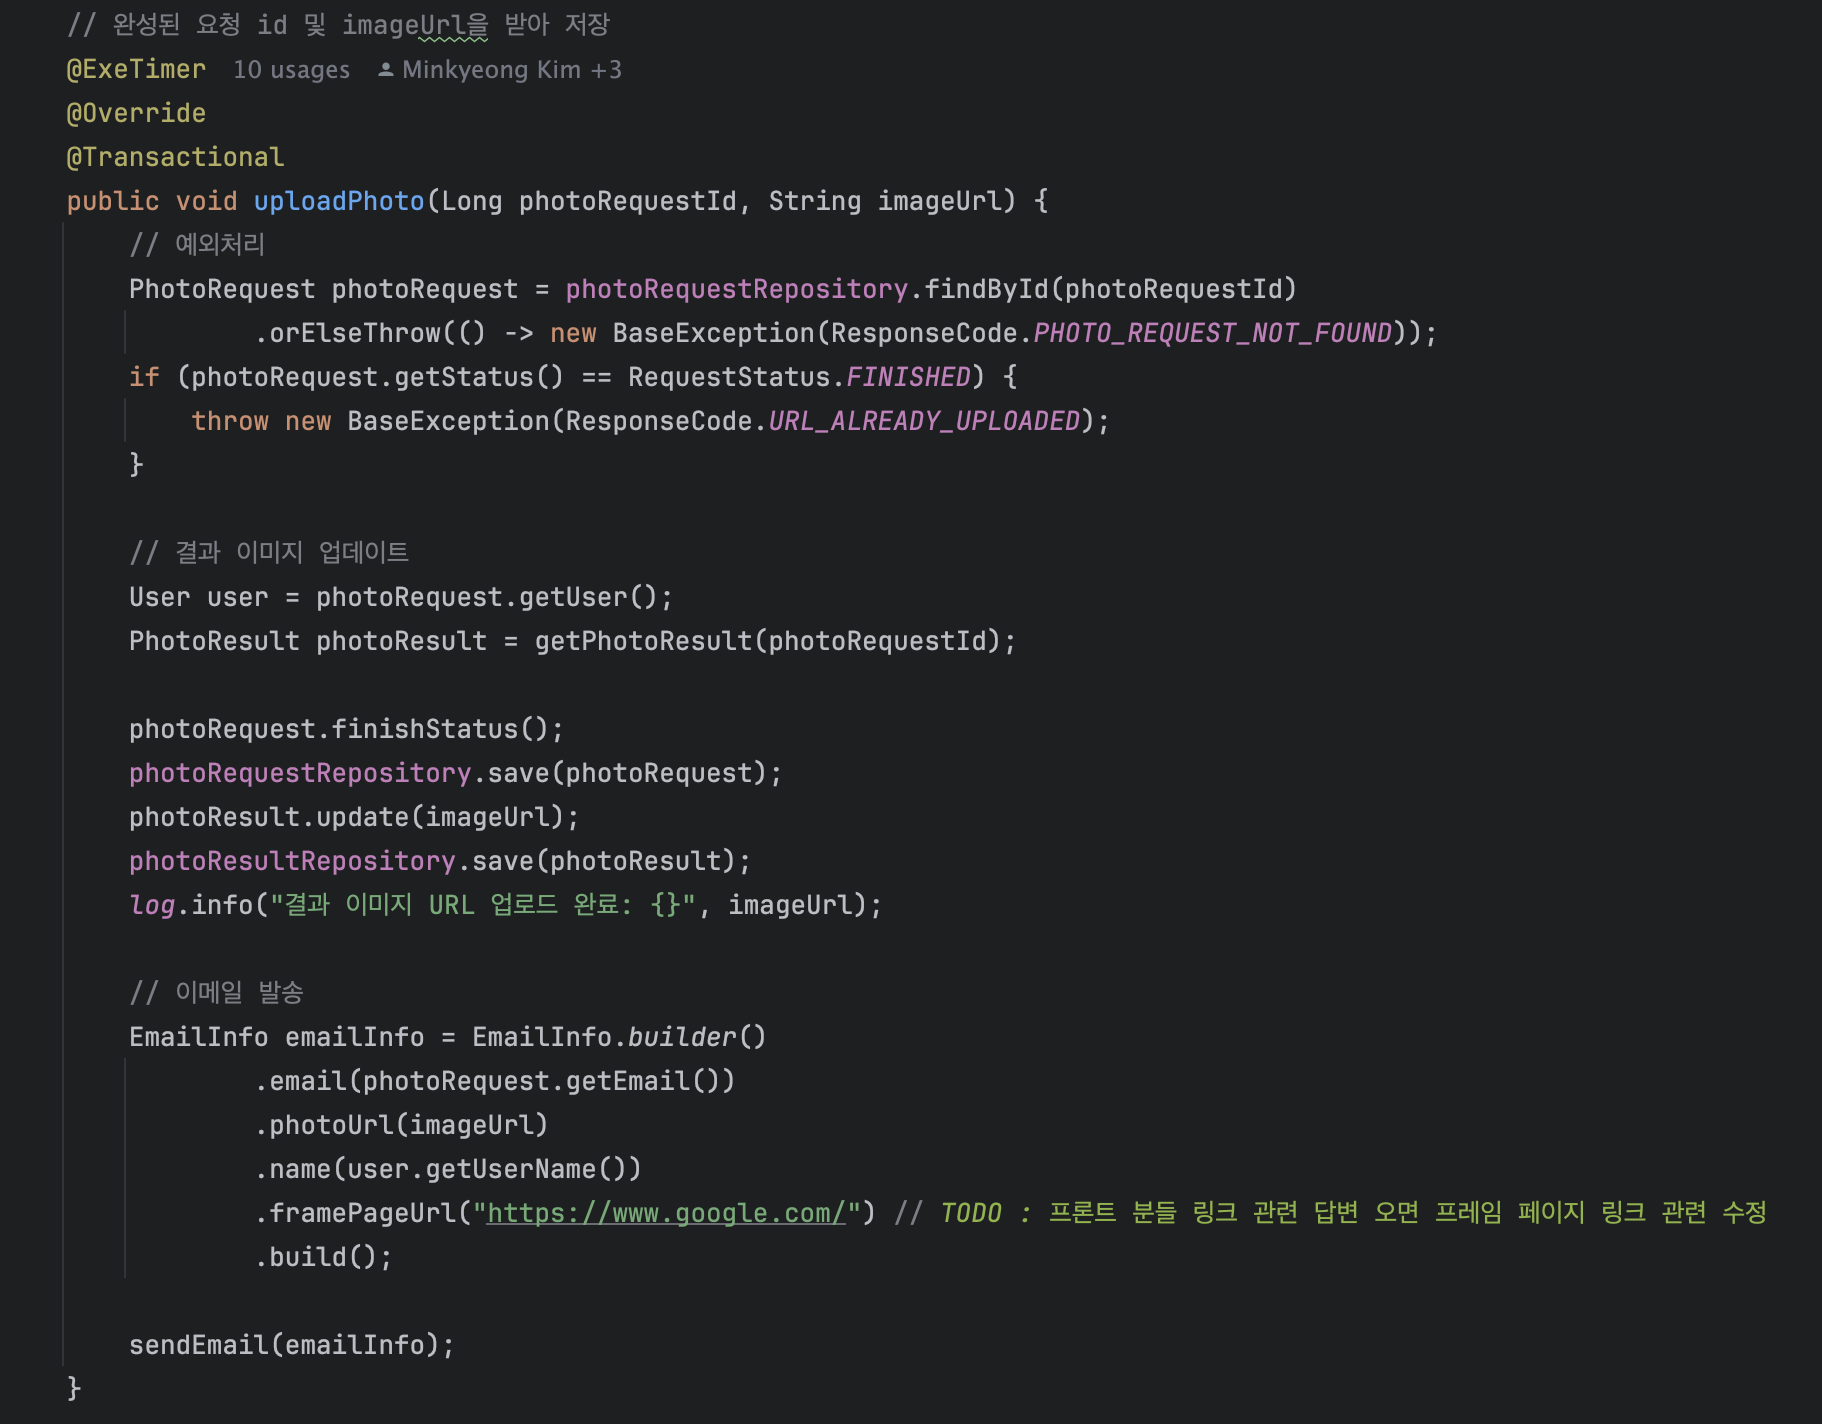 // 완성된 요청 id 및 imageUrl을 받아 저장
@ExeTimer 10 usages Minkyeong Kim +3
@Override
@Transactional
public void uploadPhoto(Long photoRequestId, String imageUrl) {
// 예외처리
PhotoRequest photoRequest = photoRequestRepository.findById(photoRequestId)
.orElseThrow(() -> new BaseException(ResponseCode.PHOTO_REQUEST_NOT_FOUND));
if (photoRequest.getStatus() == RequestStatus.FINISHED) {
throw new BaseException(ResponseCode.URL_ALREADY_UPLOADED);
}
// 결과 이미지 업데이트
User user = photoRequest.getUser();
PhotoResult photoResult = getPhotoResult(photoRequestId);
photoRequest.finishStatus();
photoRequestRepository.save(photoRequest);
photoResult.update(imageUrl);
photoResultRepository.save(photoResult);
log.info("결과 이미지 URL 업로드 완료: {}", imageUrl);
// 이메일 발송
EmailInfo emailInfo = EmailInfo.builder()
.email(photoRequest.getEmail())
.photoUrl(imageUrl)
.name(user.getUserName())
.framePageUrl("https://www.google.com/") // TODO : 프론트 분들 링크 관련 답변 오면 프레임 페이지 링크 관련 수정
.build();
sendEmail(emailInfo);
}